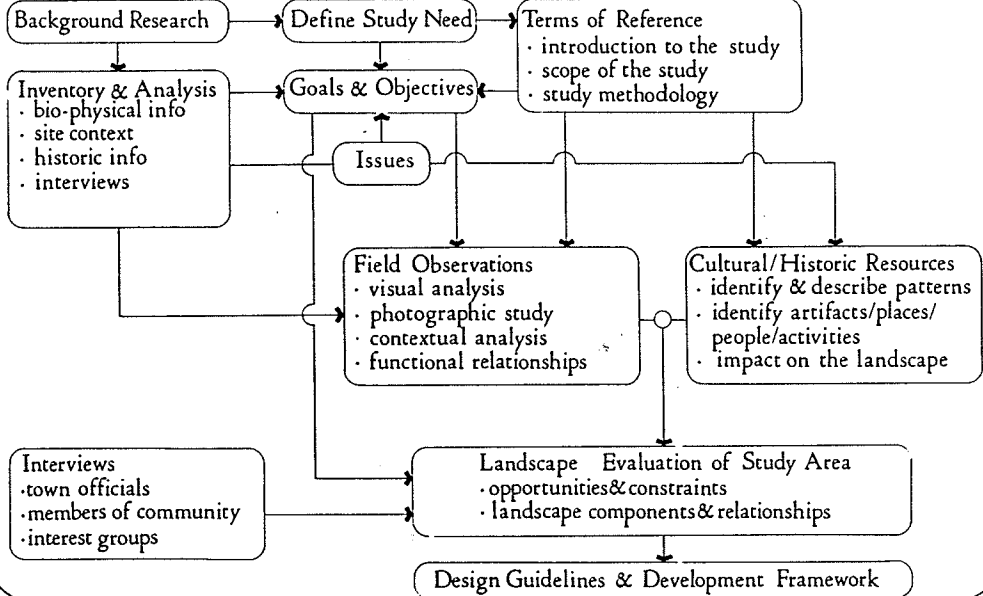 Background Research
Define Study Need
Terms of Reference
· introduction to the study
· scope of the study
· study methodology
Inventory & Analysis
· bio-physical info
· site context
· historic info
· interviews
Goals & Objectives
Issues
Field Observations
· visual analysis
· photographic study
· contextual analysis
· functional relationships
Cultural/Historic Resources
· identify & describe patterns
· identify artifacts/places/
people/activities
· impact on the landscape
Interviews
·town officials
·members of community
·interest groups
Landscape Evaluation of Study Area
·opportunities&constraints
·landscape components&relationships
Design Guidelines & Development Framework